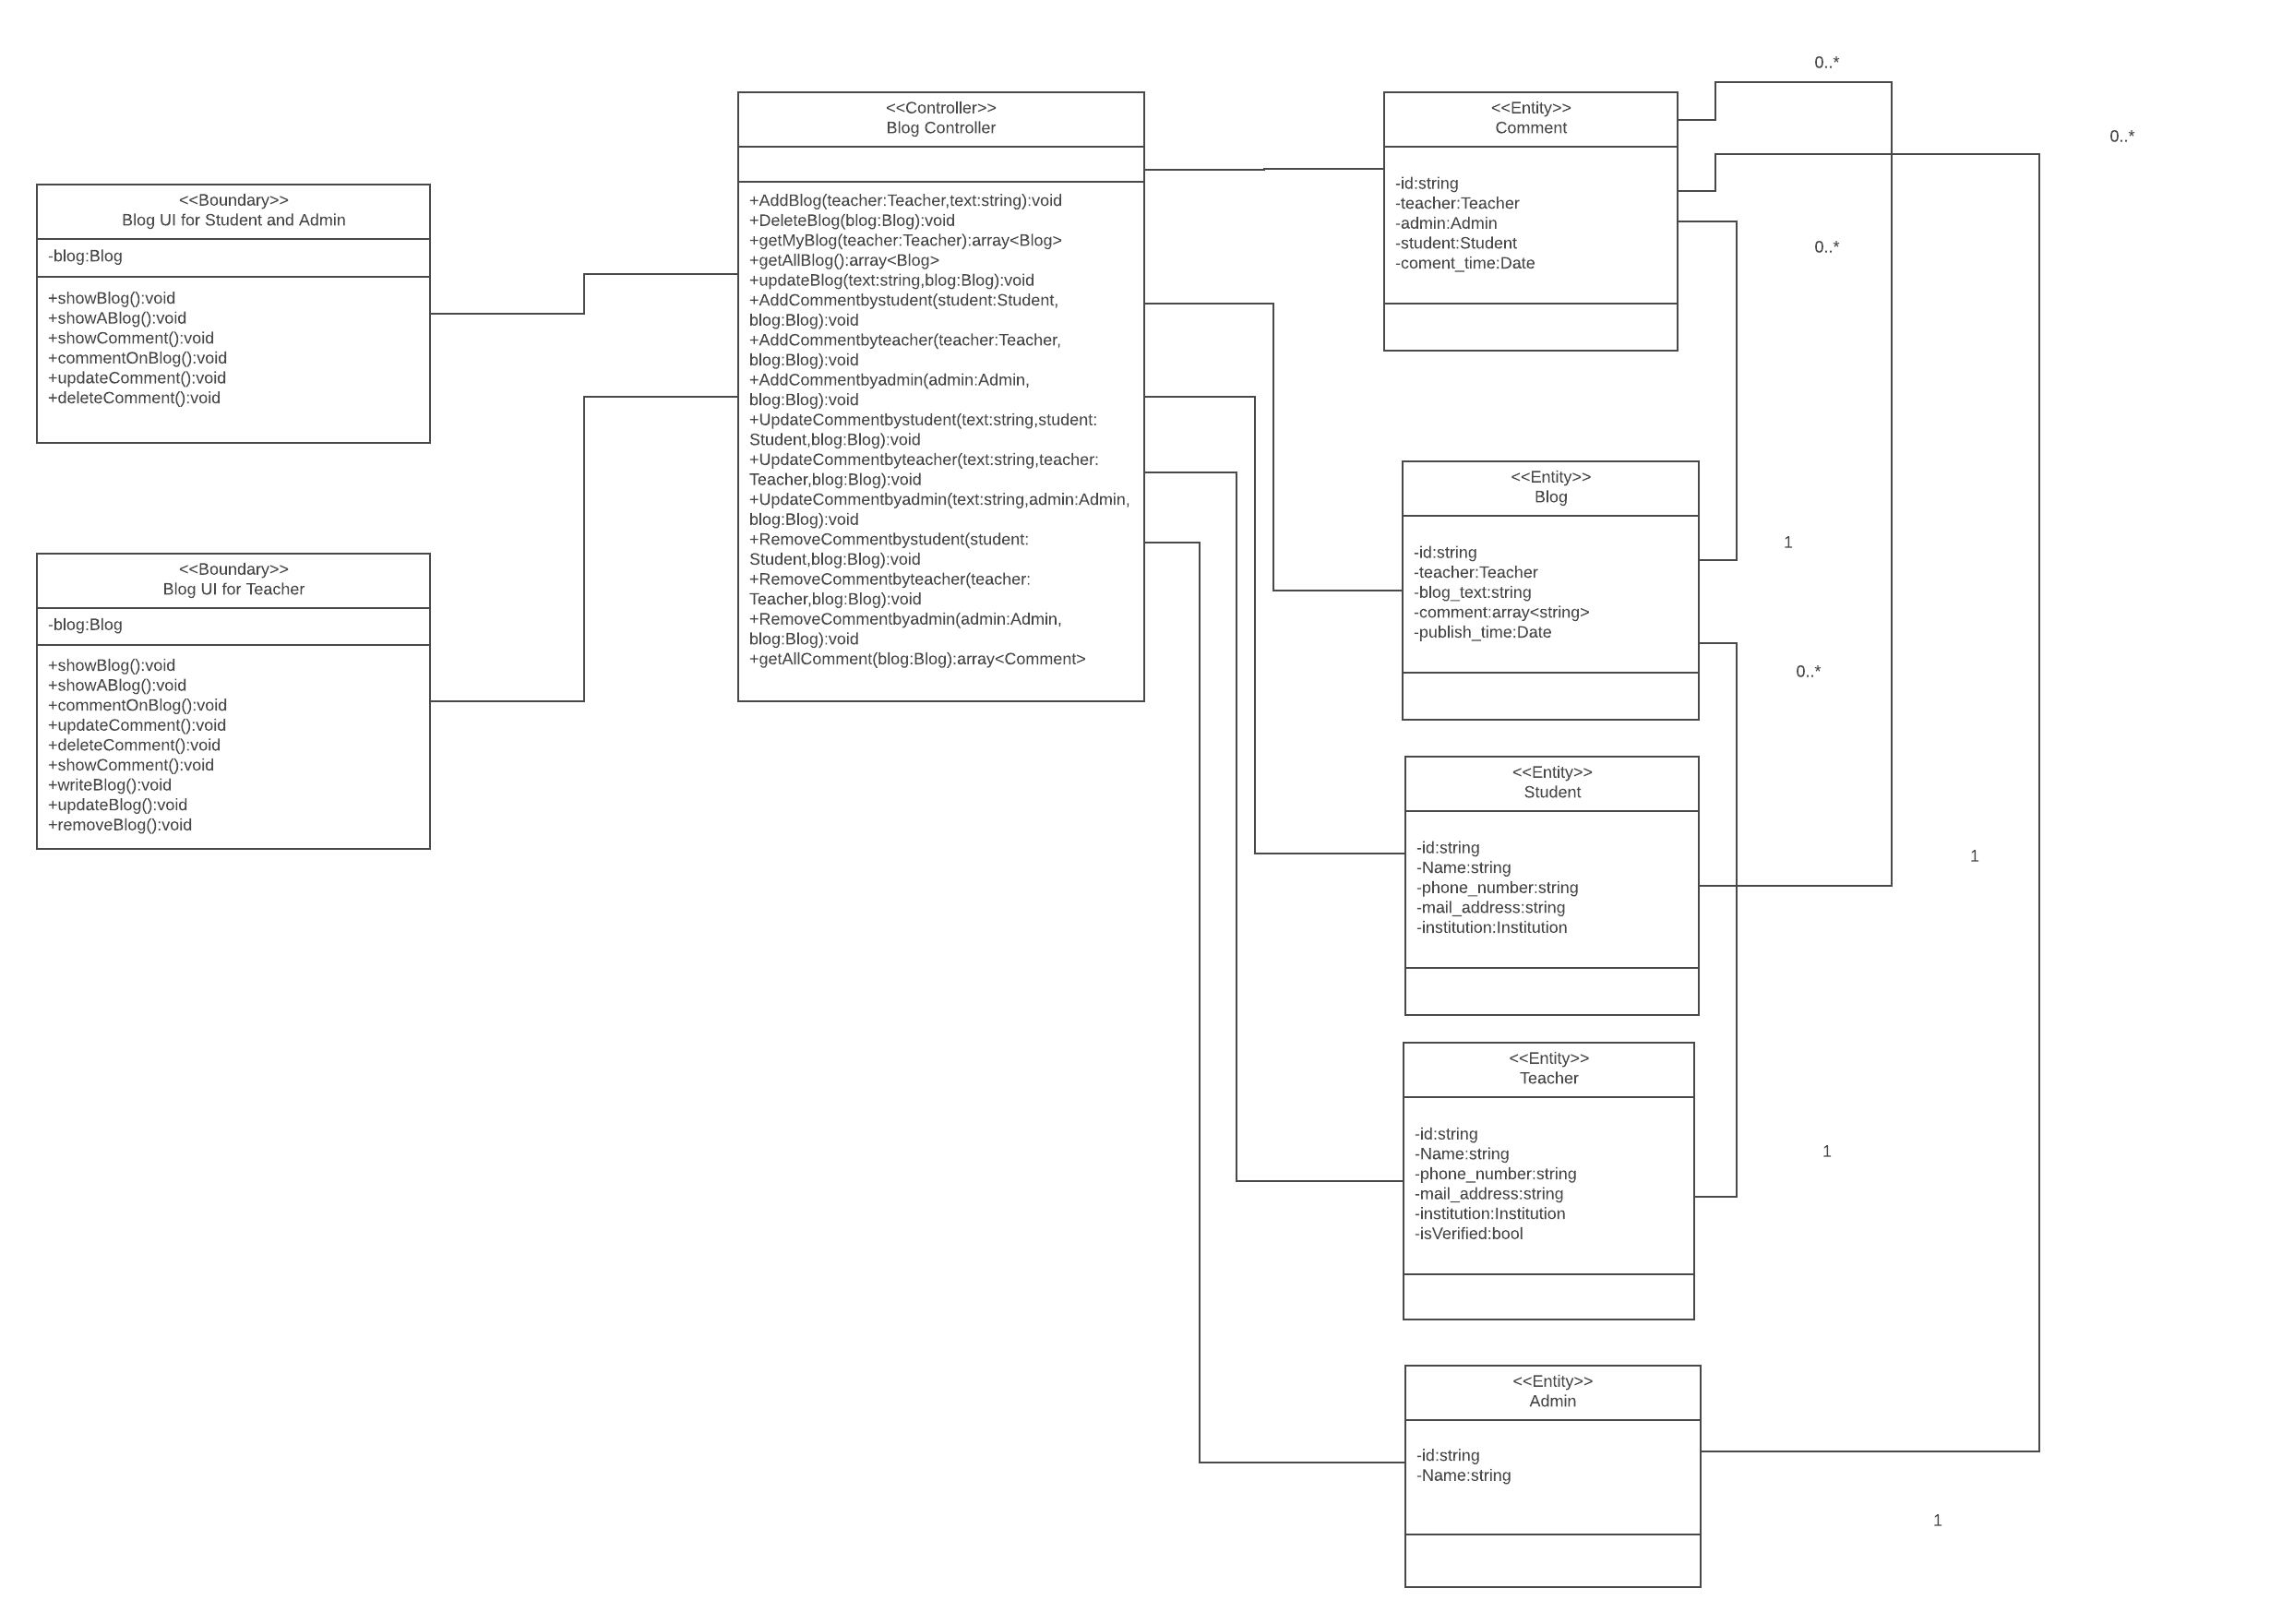 <<Boundary>>
Blog UI for Student and Admin
-blog:Blog
+showBlog():void
+showABlog():void
+showComment():void
+commentOnBlog():void
+updateComment():void
+deleteComment():void
<<Boundary>>
Blog UI for Teacher
-blog:Blog
+showBlog():void
+showABlog():void
+commentOnBlog():void
+updateComment():void
+deleteComment():void
+showComment():void
+writeBlog():void
+updateBlog():void
+removeBlog():void
<<Controller>>
Blog Controller
+AddBlog(teacher:Teacher,text:string):void
+DeleteBlog(blog:Blog):void
+getMyBlog(teacher:Teacher):array<Blog>
+getAllBlog():array<Blog>
+updateBlog(text:string,blog:Blog):void
+AddCommentbystudent(student:Student,
blog:Blog):void
+AddCommentbyteacher(teacher:Teacher,
blog:Blog):void
+AddCommentbyadmin(admin:Admin,
blog:Blog):void
+UpdateCommentbystudent(text:string,student:
Student,blog:Blog):void
+UpdateCommentbyteacher(text:string,teacher:
Teacher,blog:Blog):void
+UpdateCommentbyadmin(text:string,admin:Admin,
blog:Blog):void
+RemoveCommentbystudent(student:
Student,blog:Blog):void
+RemoveCommentbyteacher(teacher:
Teacher,blog:Blog):void
+RemoveCommentbyadmin(admin:Admin,
blog:Blog):void
+getAllComment(blog:Blog):array<Comment>
<<Entity>>
Comment
-id:string
-teacher:Teacher
-admin:Admin
-student:Student
-coment_time:Date
<<Entity>>
Blog
-id:string
-teacher:Teacher
-blog_text:string
-comment:array<string>
-publish_time:Date
<<Entity>>
Student
-id:string
-Name:string
-phone_number:string
-mail_address:string
-institution:Institution
<<Entity>>
Teacher
-id:string
-Name:string
-phone_number:string
-mail_address:string
-institution:Institution
-isVerified:bool
<<Entity>>
Admin
-id:string
-Name:string
0..*
0..*
0..*
1
0..*
1
1
1